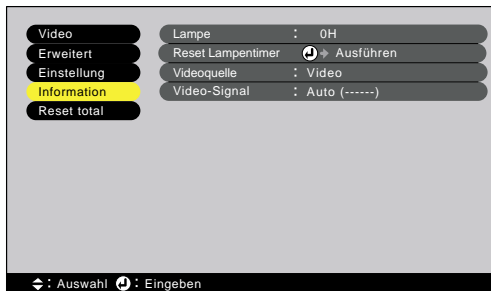 Video
Erweitert
Einstellung
Information
Reset total
Lampe : 0H
Reset Lampentimer Ausführen
Videoquelle : Video
Video-Signal : Auto (------)
: Auswahl : Eingeben